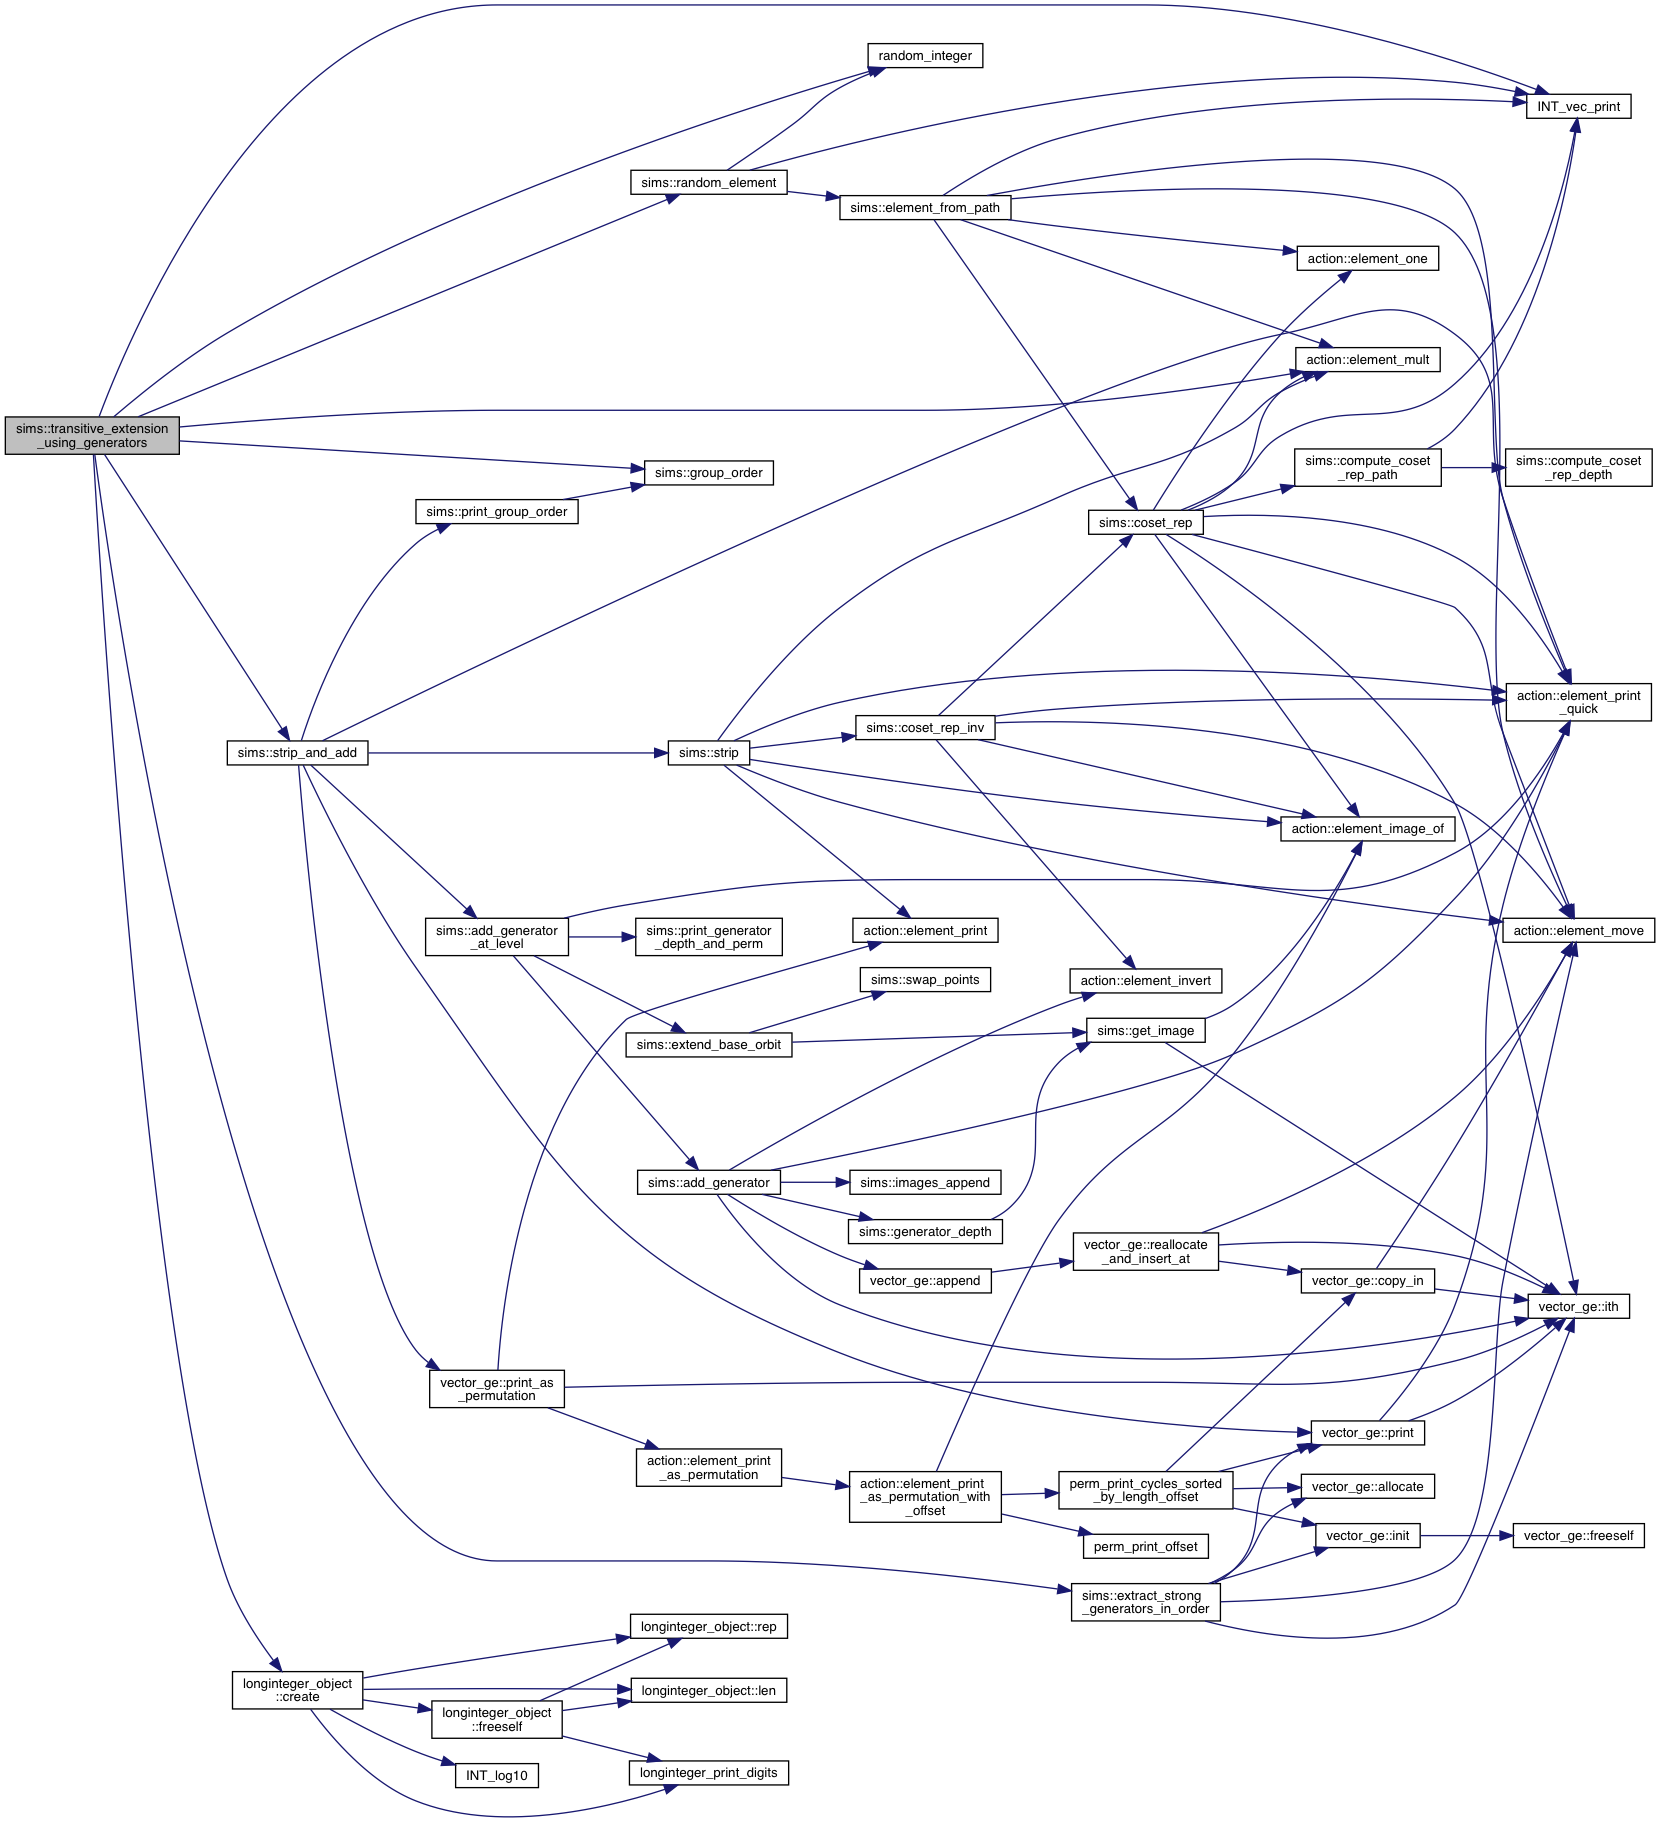 random_integer
INT_vec_print
sims::random_element
sims::element_from_path
action::element_one
action::element_mult
sims::transitive_extension
_using_generators
sims::group_order
sims::compute_coset
_rep_path
sims::compute_coset
_rep_depth
sims::print_group_order
sims::coset_rep
action::element_print
_quick
sims::coset_rep_inv
sims::strip_and_add
sims::strip
action::element_image_of
sims::add_generator
_at_level
sims::print_generator
_depth_and_perm
action::element_print
action::element_move
sims::swap_points
action::element_invert
sims::get_image
sims::extend_base_orbit
sims::add_generator
sims::images_append
sims::generator_depth
vector_ge::reallocate
_and_insert_at
vector_ge::append
vector_ge::copy_in
vector_ge::ith
vector_ge::print_as
_permutation
vector_ge::print
action::element_print
_as_permutation
action::element_print
_as_permutation_with
_offset
perm_print_cycles_sorted
_by_length_offset
vector_ge::allocate
vector_ge::init
vector_ge::freeself
perm_print_offset
sims::extract_strong
_generators_in_order
longinteger_object::rep
longinteger_object
::create
longinteger_object::len
longinteger_object
::freeself
INT_log10
longinteger_print_digits